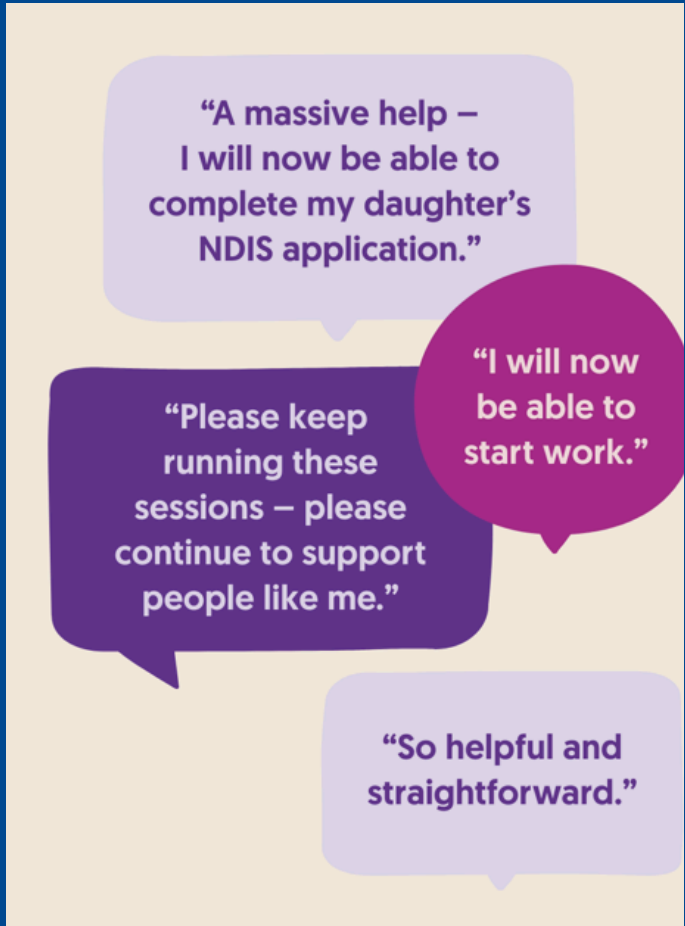 “A massive help –
I will now be able to
complete my daughter’s
NDIS application.”
“I will now
be able to
start work.”
“Please keep
running these
sessions – please
continue to support
people like me.”
“So helpful and
straightforward.”